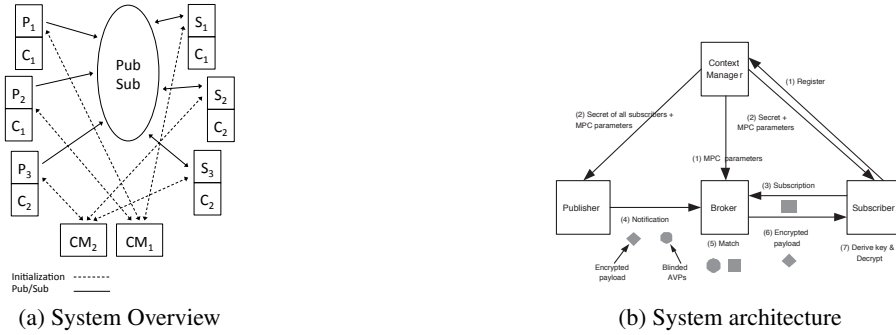 P1
C1
P2
C1
P3
C2
Pub
Sub
S1
C1
S2
C2
S3
C2
CM2
CM1
Initialization
Pub/Sub
(a) System Overview
Context
Manager
(1) Register
(2) Secret of all subscribers +
MPC parameters
(2) Secret +
MPC parameters
(1) MPC parameters
Publisher
Broker
Subscriber
(3) Subscription
(4) Notification
(5) Match
(6) Encrypted
payload
(7) Derive key &
Decrypt
Encrypted
payload
Blinded
AVPs
(b) System architecture